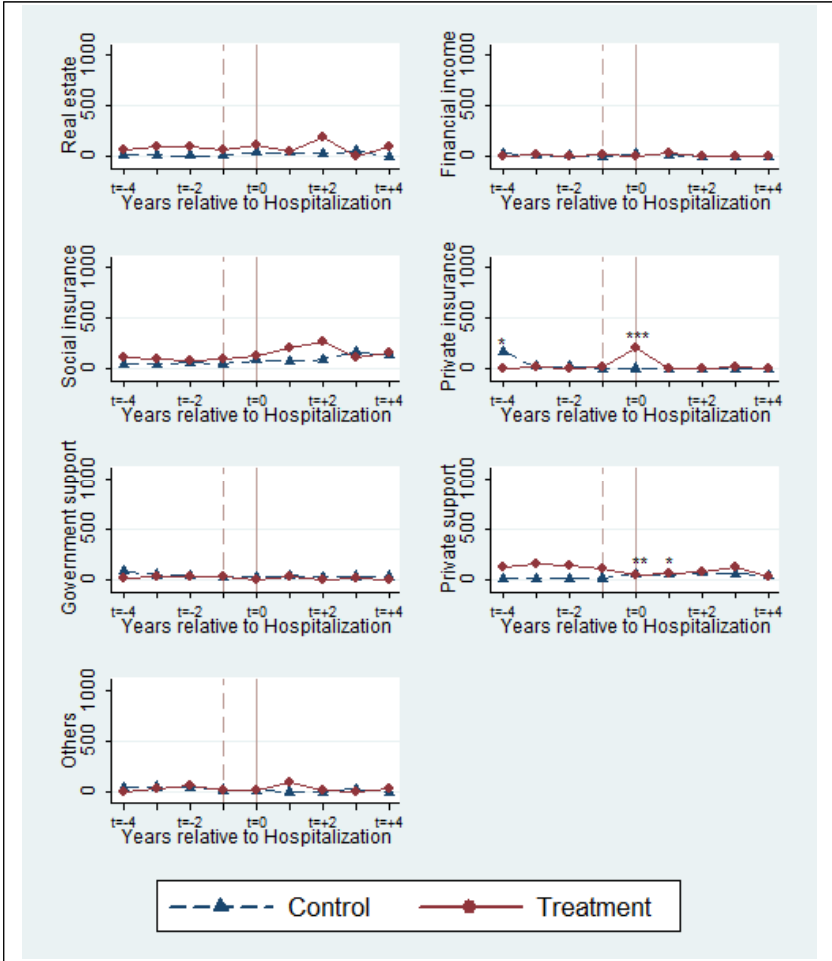 Real estate
0 500 1000
t=-4 t=-2 t=0 t=+2 t=+4
Years relative to Hospitalization
Financial income
0 500 1000
t=-4 t=-2 t=0 t=+2 t=+4
Years relative to Hospitalization
Social insurance
0 500 1000
t=-4 t=-2 t=0 t=+2 t=+4
Years relative to Hospitalization
Private insurance
0 500 1000
* ***
t=-4 t=-2 t=0 t=+2 t=+4
Years relative to Hospitalization
Government support
0 500 1000
t=-4 t=-2 t=0 t=+2 t=+4
Years relative to Hospitalization
Private support
0 500 1000
** *
t=-4 t=-2 t=0 t=+2 t=+4
Years relative to Hospitalization
Others
0 500 1000
t=-4 t=-2 t=0 t=+2 t=+4
Years relative to Hospitalization
Control Treatment